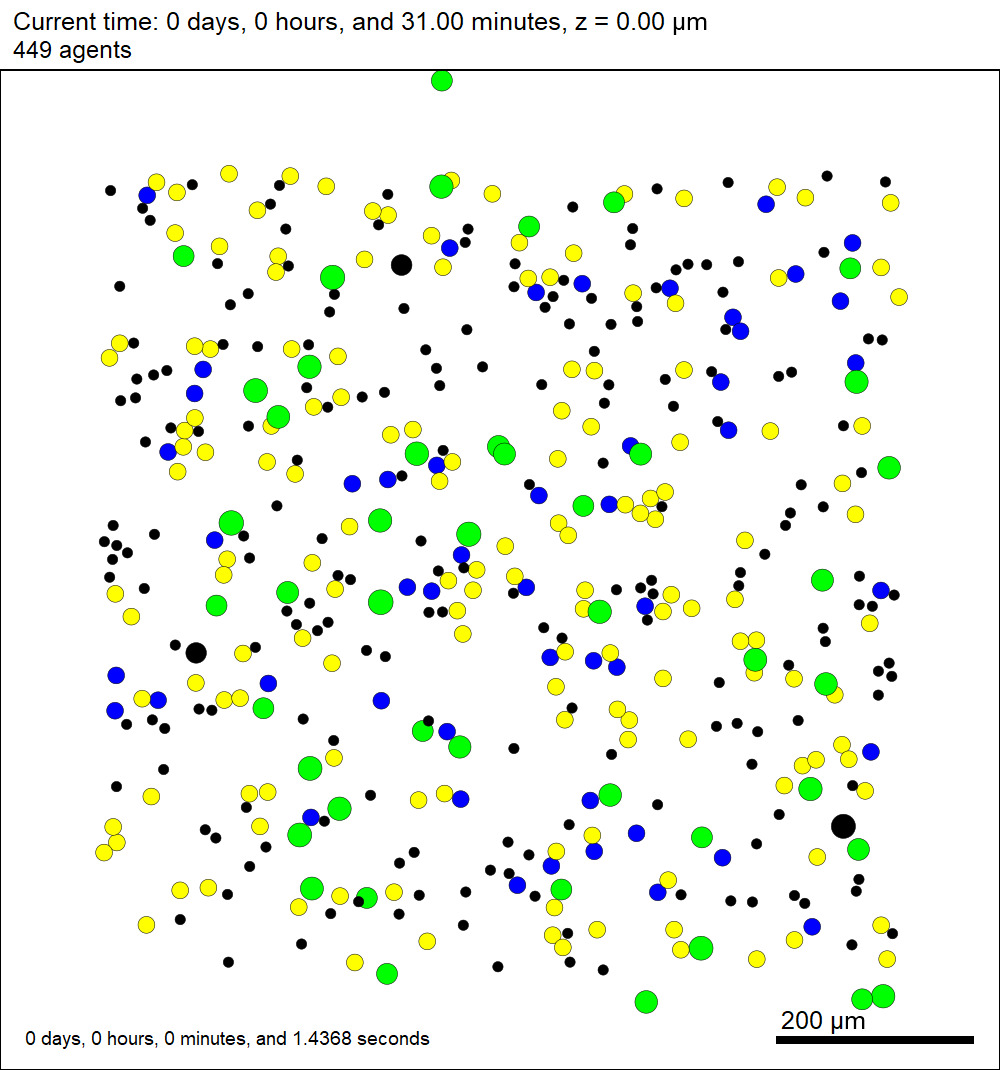 Current time: 0 days, 0 hours, and 31.00 minutes, z = 0.00 µm
449 agents
200 µm
0 days, 0 hours, 0 minutes, and 1.4368 seconds